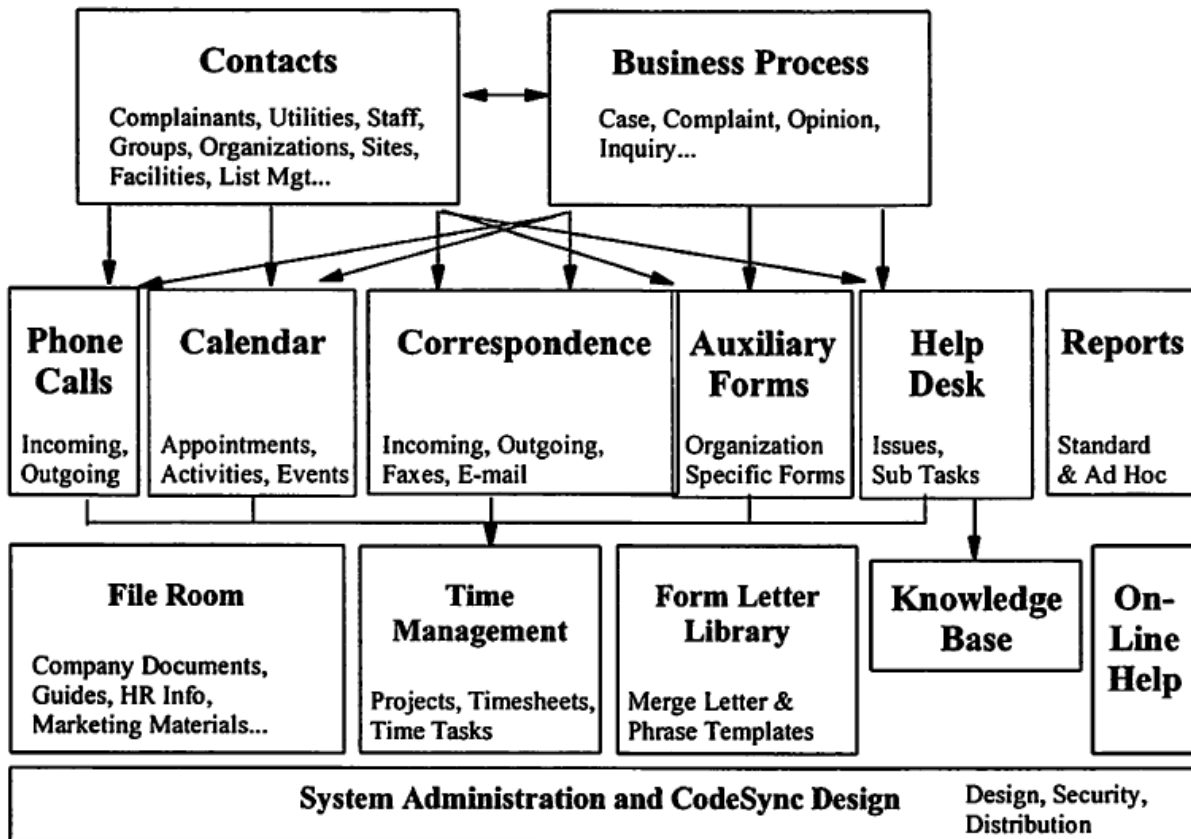 Contacts
Complainants, Utilities, Staff,
Groups, Organizations, Sites,
Facilities, List Mgt...
Business Process
Case, Complaint, Opinion,
Inquiry...
Phone
Calls
Incoming,
Outgoing
Calendar
Appointments,
Activities, Events
Correspondence
Incoming, Outgoing,
Faxes, E-mail
Auxiliary
Forms
Organization
Specific Forms
Help
Desk
Issues,
Sub Tasks
Reports
Standard
& Ad Hoc
File Room
Company Documents,
Guides, HR Info,
Marketing Materials...
Time
Management
Projects, Timesheets,
Time Tasks
Form Letter
Library
Merge Letter &
Phrase Templates
Knowledge
Base
On-
Line
Help
System Administration and CodeSync Design
Design, Security,
Distribution